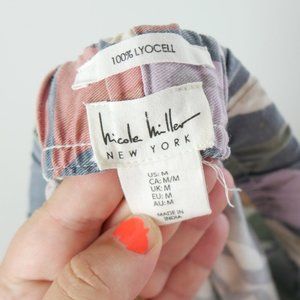 100% LYOCELL
nicole miller
NEW YORK
US: M
CA: M/M
UK: M
EU: M
AU: M
MADE IN
INDIA